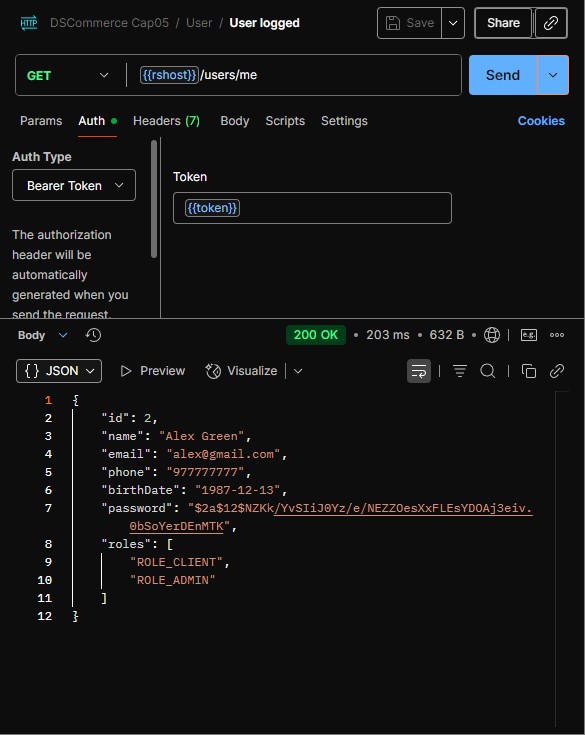 HTTP DSCommerce Cap05 / User / User logged Save Share
GET {{rshost}}/users/me Send
Params Auth Headers (7) Body Scripts Settings Cookies
Auth Type
Bearer Token
The authorization
header will be
automatically
generated when you
send the request.
Token
{{token}}
Body 200 OK • 203 ms • 632 B • e.g.
{} JSON Preview Visualize
1 {
2 "id": 2,
3 "name": "Alex Green",
4 "email": "alex@gmail.com",
5 "phone": "977777777",
6 "birthDate": "1987-12-13",
7 "password": "$2a$12$NZKk/YvSIiJ0Yz/e/NEZZOesXxFLEsYDOAj3eiv.
0bSoYerDEnMTK",
8 "roles": [
9 "ROLE_CLIENT",
10 "ROLE_ADMIN"
11 ]
12 }